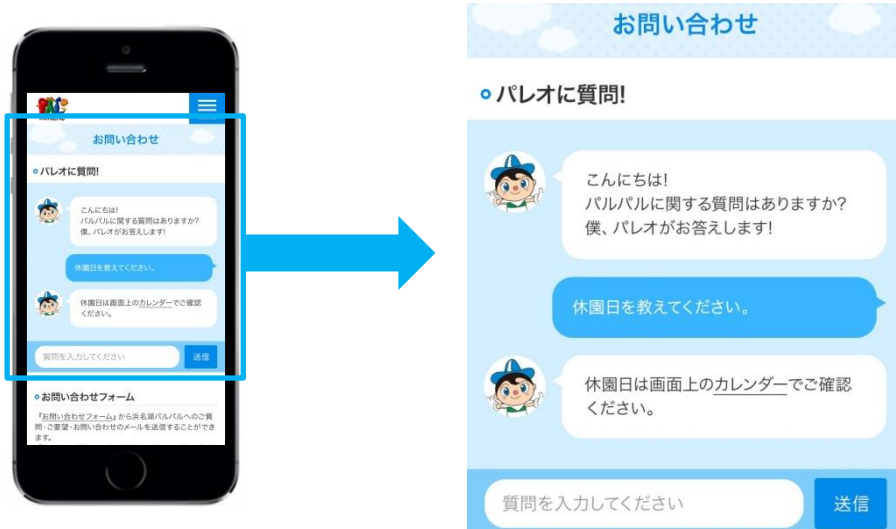 お問い合わせ
パレオに質問!
こんにちは!
パルパルに関する質問はありますか?
僕、パレオがお答えします!
休園日を教えてください。
休園日は画面上のカレンダーでご確認
ください。
質問を入力してください 送信
お問い合わせフォーム
『お問い合わせフォーム』から浜名湖パルパルへのご質
問・ご要望・お問い合わせのメールを送信することができ
ます。
お問い合わせ
パレオに質問!
こんにちは!
パルパルに関する質問はありますか?
僕、パレオがお答えします!
休園日を教えてください。
休園日は画面上のカレンダーでご確認
ください。
質問を入力してください 送信